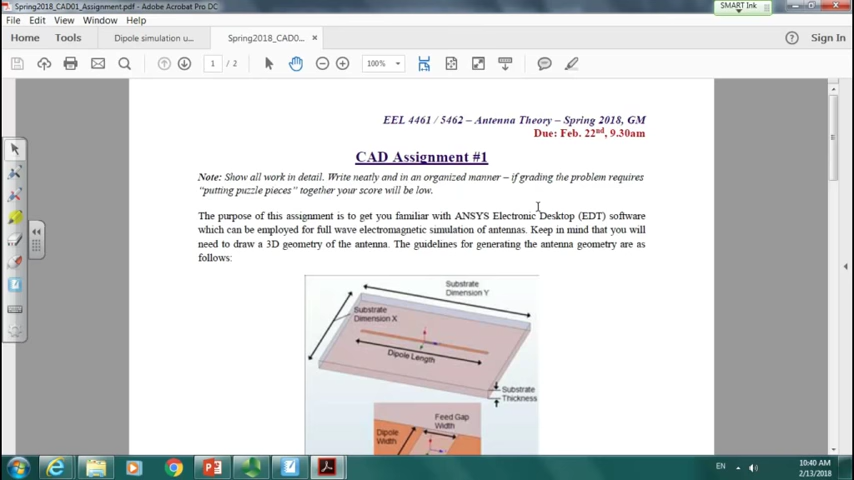 Spring2018_CAD01_Assignment.pdf - Adobe Acrobat Pro DC
SMART Ink
File Edit View Window Help
Home Tools Dipole simulation u... Spring2018_CAD0... × Sign In
1 / 2 100%
EEL 4461 / 5462 – Antenna Theory – Spring 2018, GM
Due: Feb. 22nd, 9.30am
CAD Assignment #1
Note: Show all work in detail. Write neatly and in an organized manner – if grading the problem requires
"putting puzzle pieces" together your score will be low.
The purpose of this assignment is to get you familiar with ANSYS Electronic Desktop (EDT) software
which can be employed for full wave electromagnetic simulation of antennas. Keep in mind that you will
need to draw a 3D geometry of the antenna. The guidelines for generating the antenna geometry are as
follows:
Substrate
Dimension Y
Substrate
Dimension X
Dipole Length
Substrate
Thickness
Feed Gap
Width
Dipole
Width
EN
10:40 AM
2/13/2018